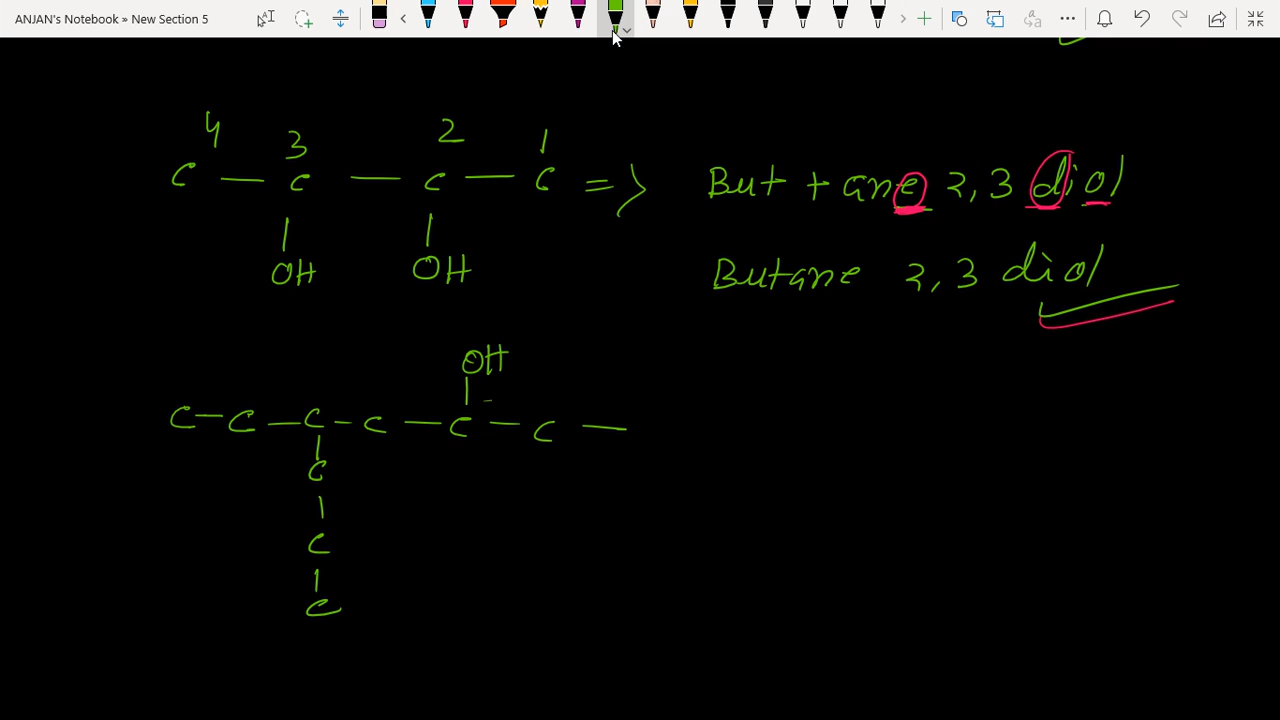 ANJAN's Notebook » New Section 5
4 3 2 1
C — C — C — C => But + ane 2,3 diol
OH OH
Butane 2,3 diol
OH
C — C — C — C — C — C —
C
C
C